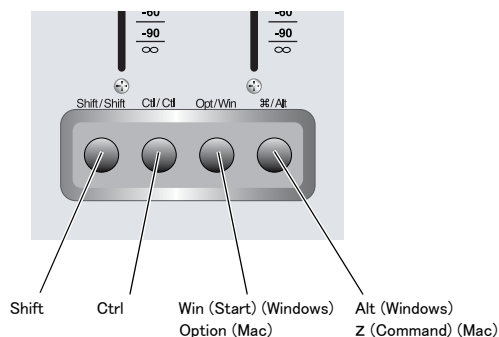 -60 -60
-90 -90
∞ ∞
Shift/Shift Ctl/Ctl Opt/Win ⌘/Alt
Shift Ctrl Win (Start) (Windows) Alt (Windows)
Option (Mac) Z (Command) (Mac)